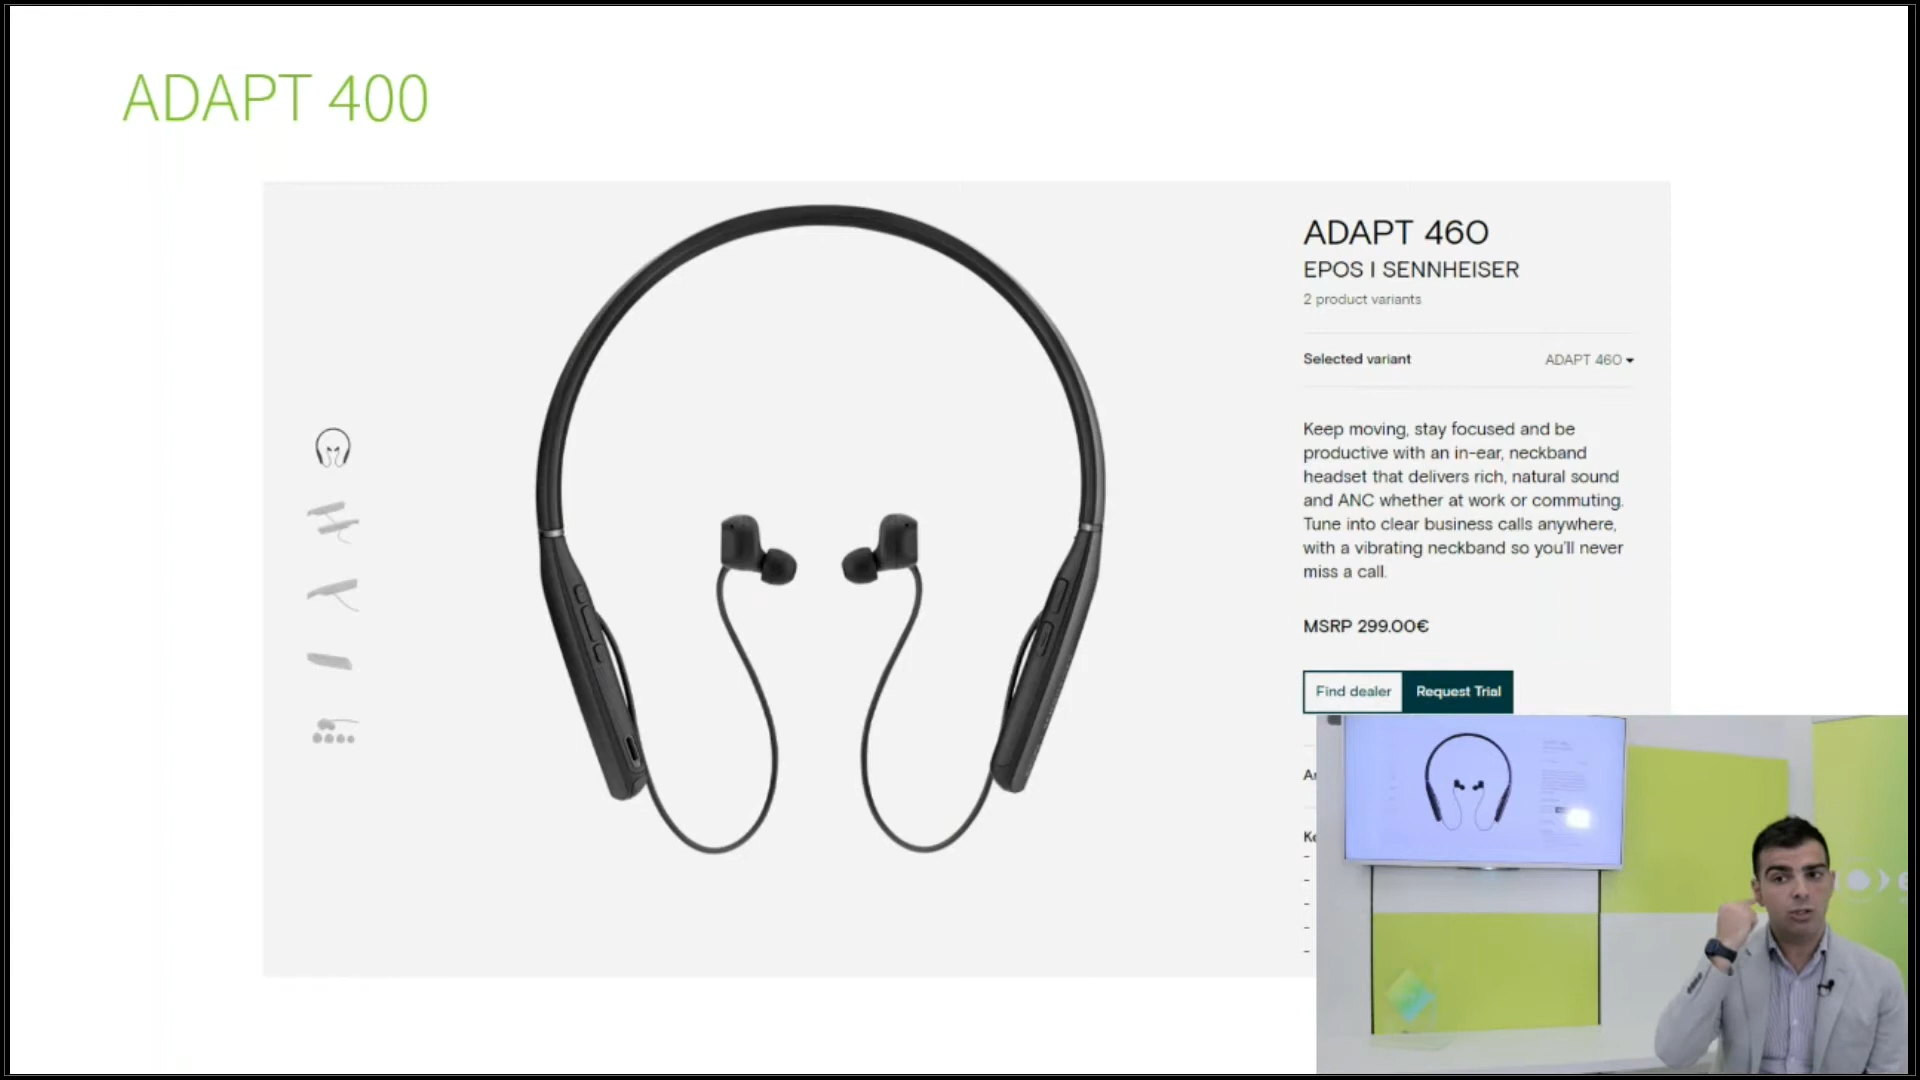 ADAPT 400
ADAPT 460
EPOS I SENNHEISER
2 product variants
Selected variant
ADAPT 460
Keep moving, stay focused and be
productive with an in-ear, neckband
headset that delivers rich, natural sound
and ANC whether at work or commuting.
Tune into clear business calls anywhere,
with a vibrating neckband so you'll never
miss a call.
MSRP 299.00€
Find dealer
Request Trial